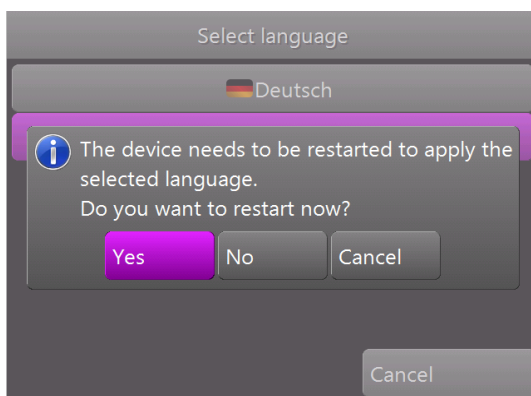 Select language
Deutsch
The device needs to be restarted to apply the
selected language.
Do you want to restart now?
Yes
No
Cancel
Cancel